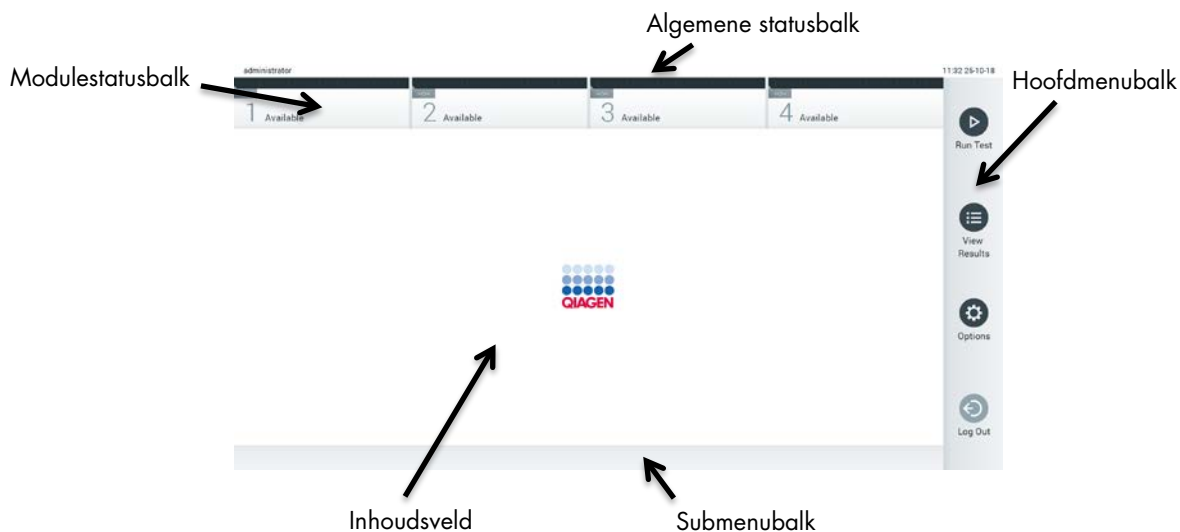 Algemene statusbalk
Modulestatusbalk
Hoofdmenubalk
administrator
11:32 26-10-18
1 Available
2 Available
3 Available
4 Available
Run Test
View
Results
QIAGEN
Options
Log Out
Inhoudsveld
Submenubalk